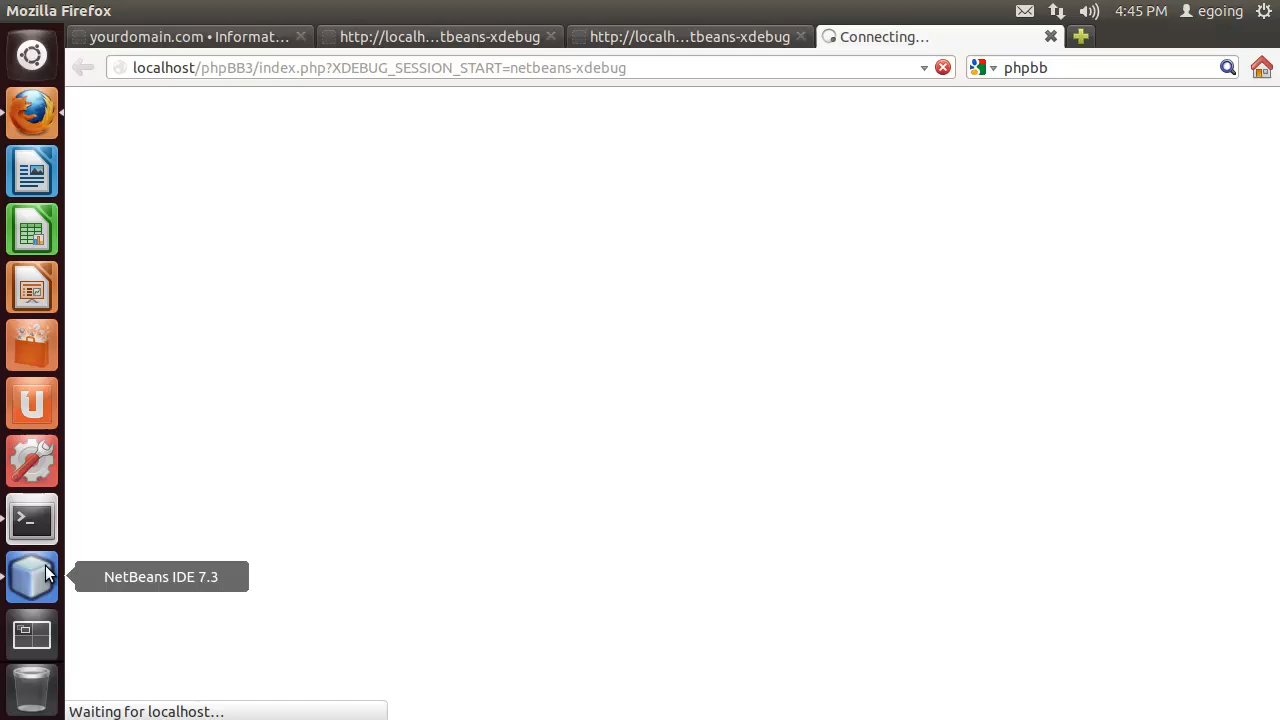 Mozilla Firefox
4:45 PM
egoing
yourdomain.com • Informat…
http://localh…tbeans-xdebug
http://localh…tbeans-xdebug
Connecting…
localhost/phpBB3/index.php?XDEBUG_SESSION_START=netbeans-xdebug
phpbb
NetBeans IDE 7.3
Waiting for localhost…